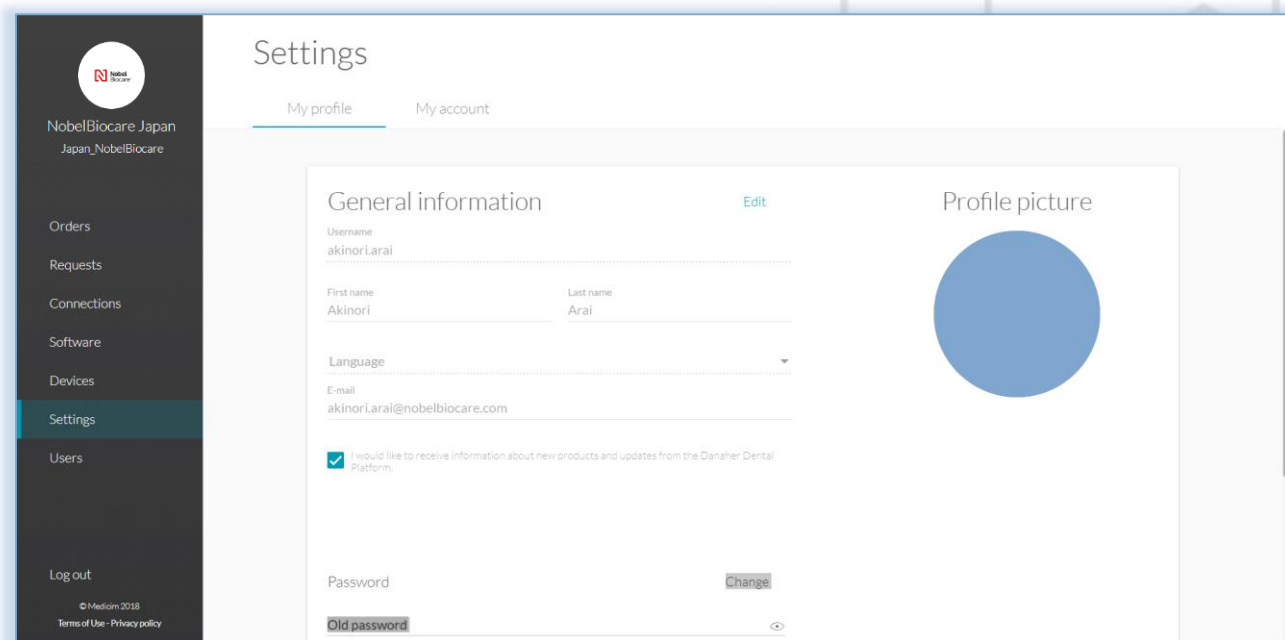 Nobel
Biocare
NobelBiocare Japan
Japan_NobelBiocare
Orders
Requests
Connections
Software
Devices
Settings
Users
Log out
© Medicim 2018
Terms of Use - Privacy policy
Settings
My profile My account
General information Edit
Username
akinori.arai
First name Last name
Akinori Arai
Language
E-mail
akinori.arai@nobelbiocare.com
I would like to receive information about new products and updates from the Danaher Dental
Platform.
Password Change
Old password
Profile picture